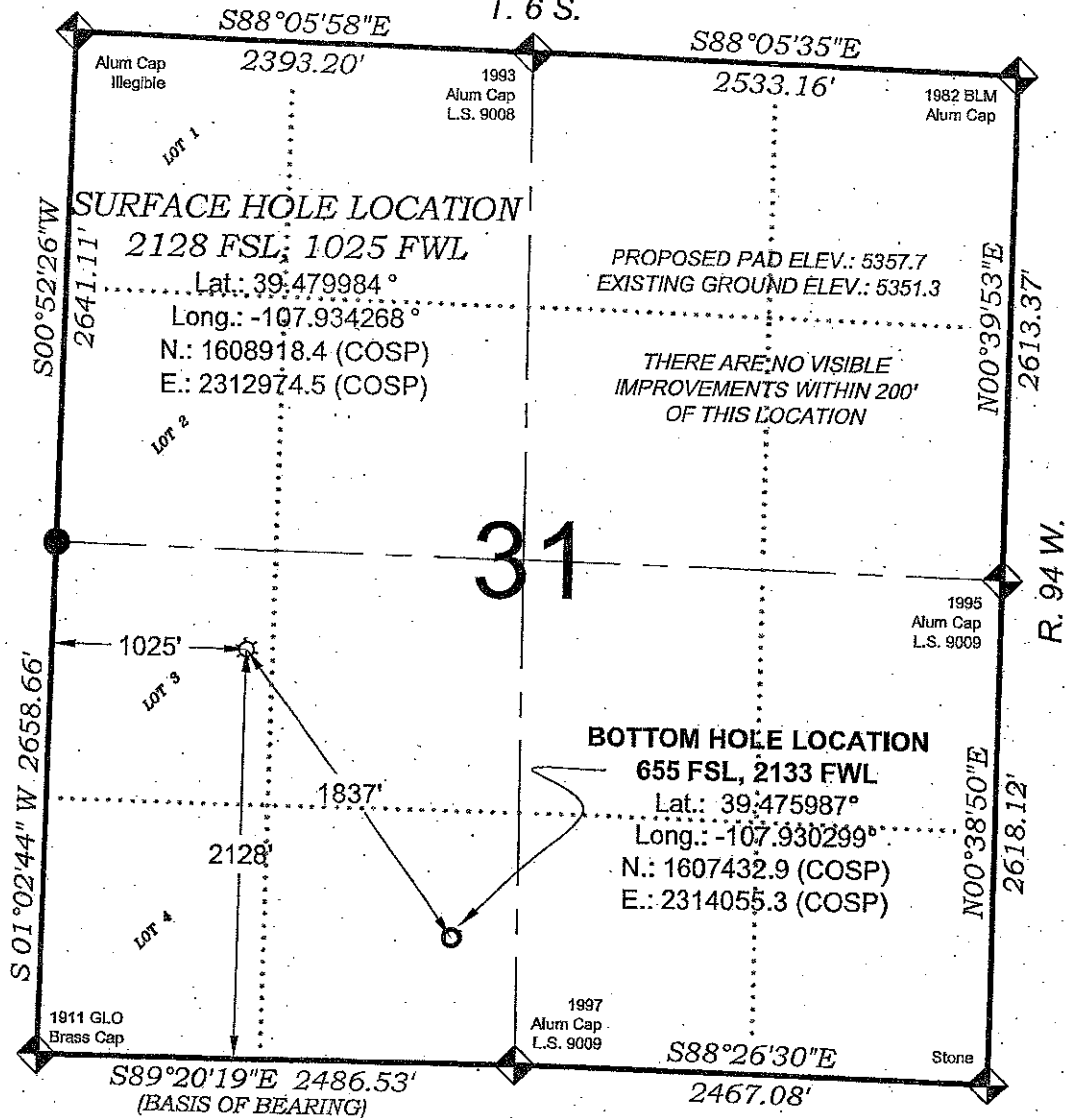 T. 6 S.
S88°05'58"E
2393.20'
S88°05'35"E
2533.16'
Alum Cap
Illegible
1993
Alum Cap
L.S. 9008
1982 BLM
Alum Cap
LOT 1
SURFACE HOLE LOCATION
2128 FSL, 1025 FWL
Lat.: 39.479984°
Long.: -107.934268°
N.: 1608918.4 (COSP)
E.: 2312974.5 (COSP)
S00°52'26"W
2641.11'
PROPOSED PAD ELEV.: 5357.7
EXISTING GROUND ELEV.: 5351.3
THERE ARE NO VISIBLE
IMPROVEMENTS WITHIN 200'
OF THIS LOCATION
N00°39'53"E
2613.37'
LOT 2
31
R. 94 W.
1995
Alum Cap
L.S. 9009
1025'
LOT 3
S 01°02'44" W 2658.66'
1837'
2128'
BOTTOM HOLE LOCATION
655 FSL, 2133 FWL
Lat.: 39.475987°
Long.: -107.930299°
N.: 1607432.9 (COSP)
E.: 2314055.3 (COSP)
N00°38'50"E
2618.12'
LOT 4
1911 GLO
Brass Cap
1997
Alum Cap
L.S. 9009
Stone
S89°20'19"E 2486.53'
(BASIS OF BEARING)
S88°26'30"E
2467.08'